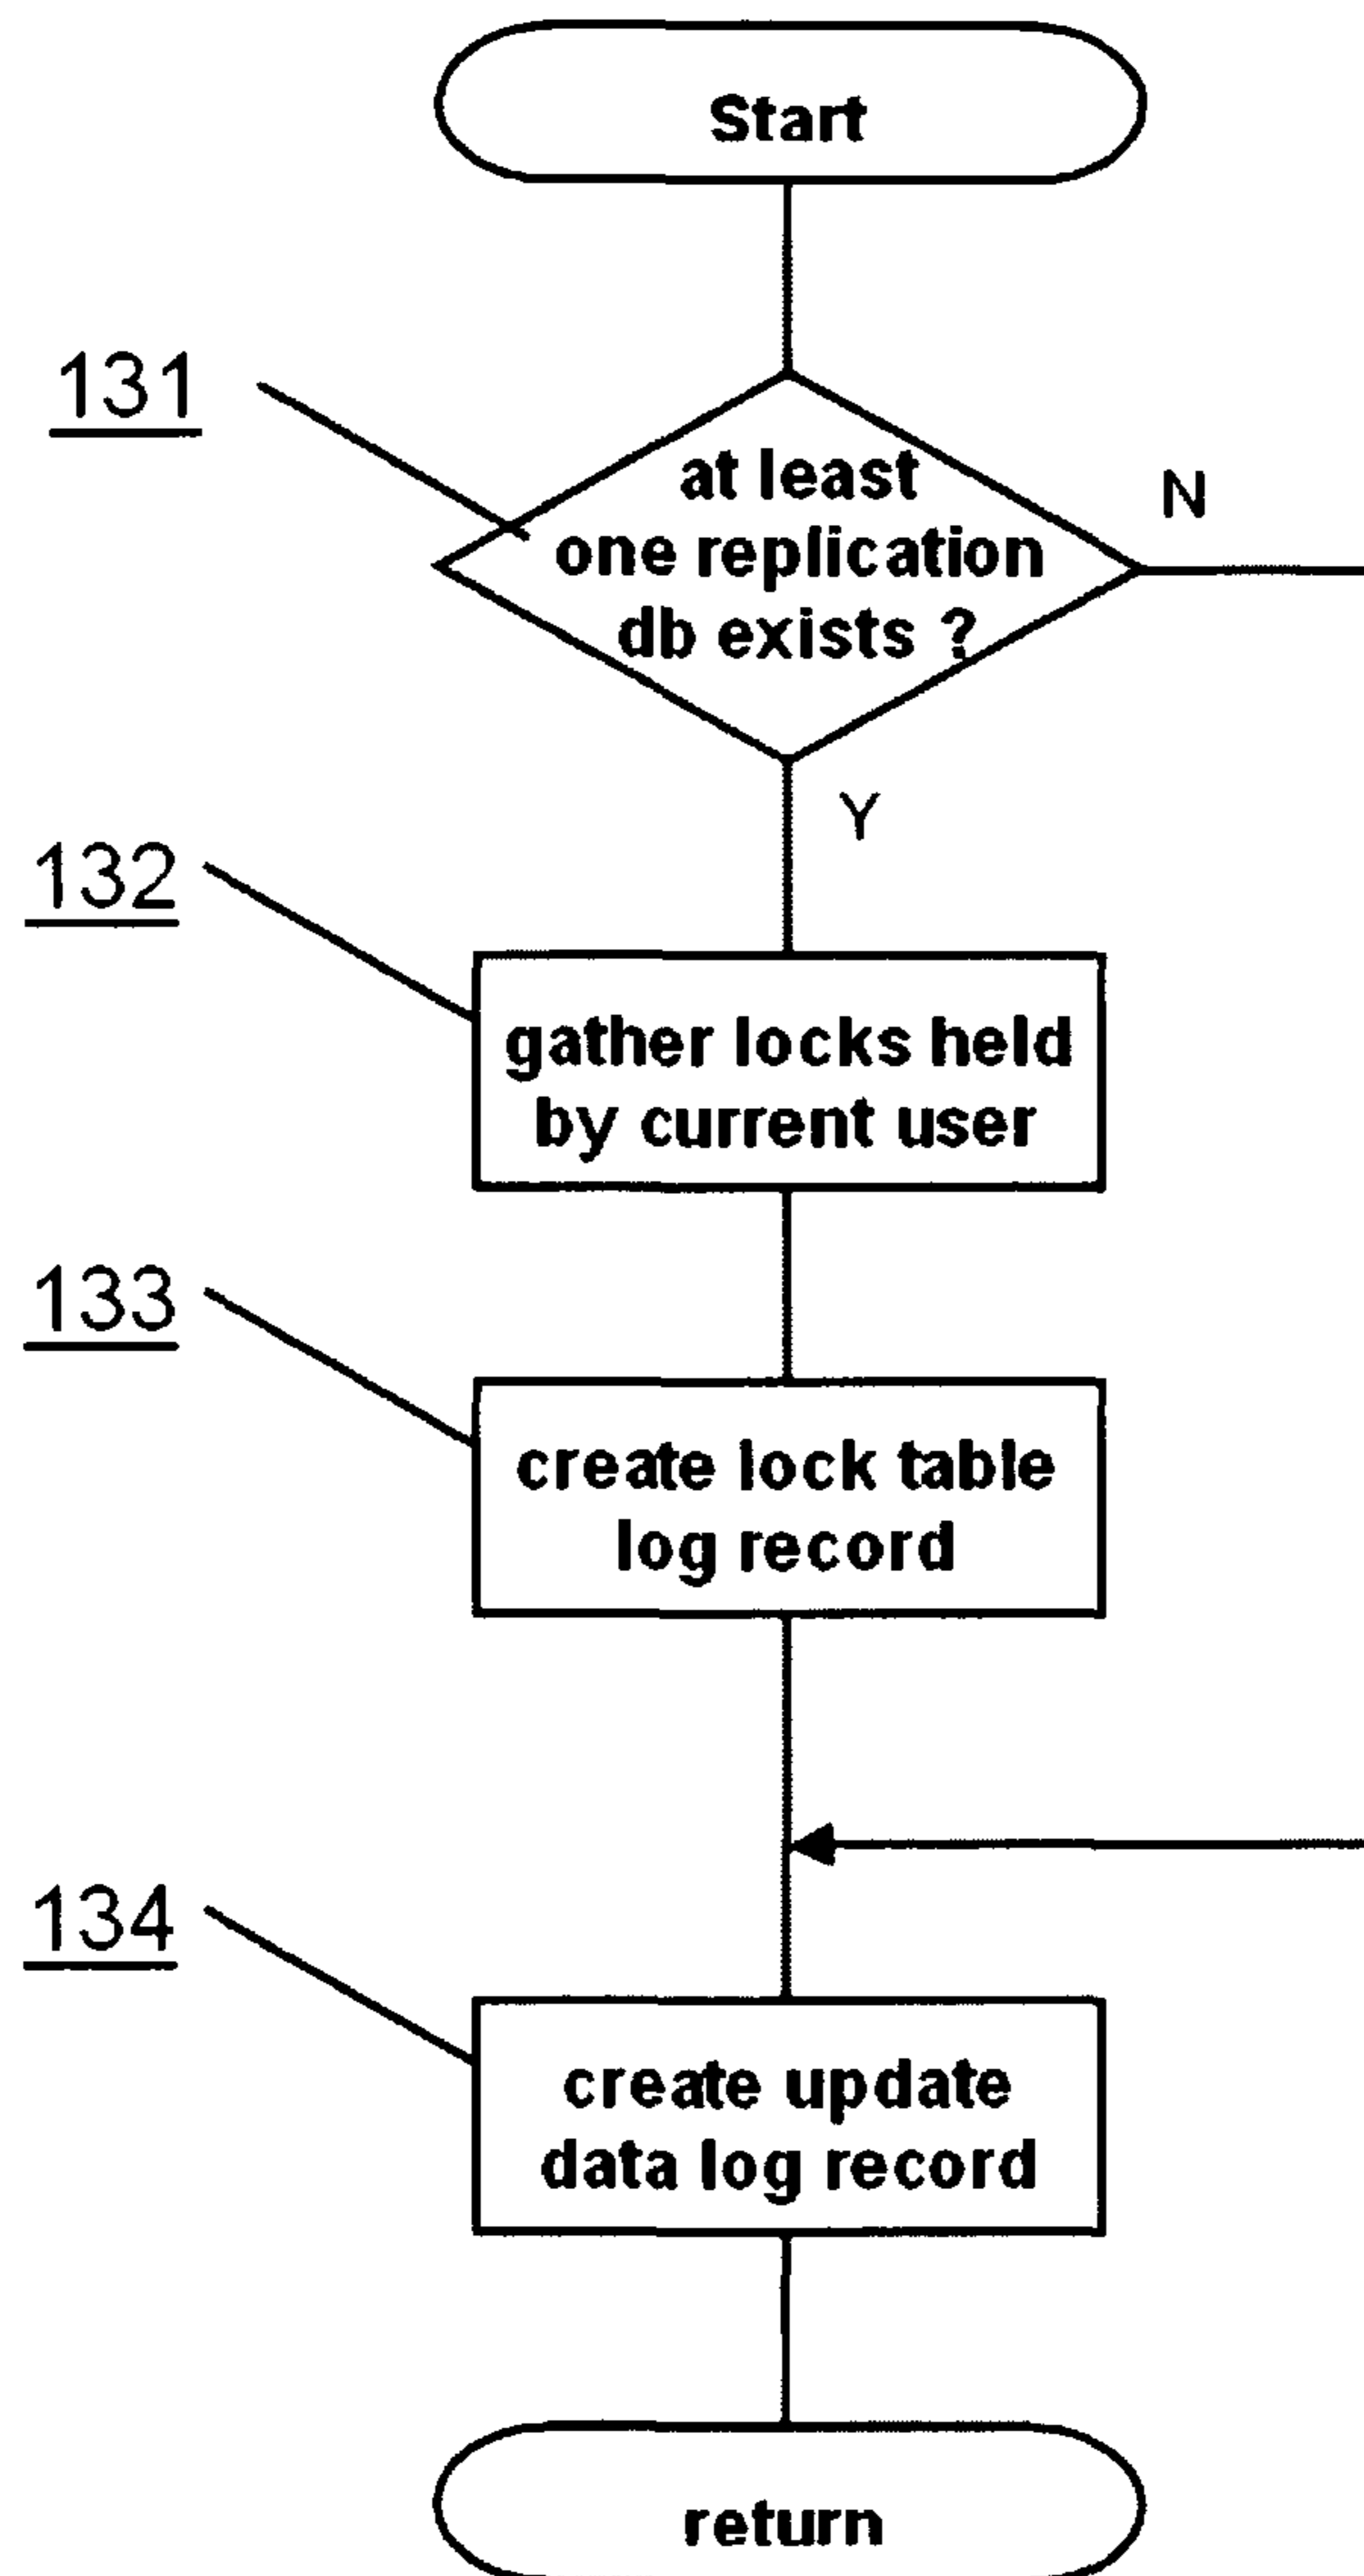 Start
131
at least
one replication
db exists ?
N
Y
132
gather locks held
by current user
133
create lock table
log record
134
create update
data log record
return